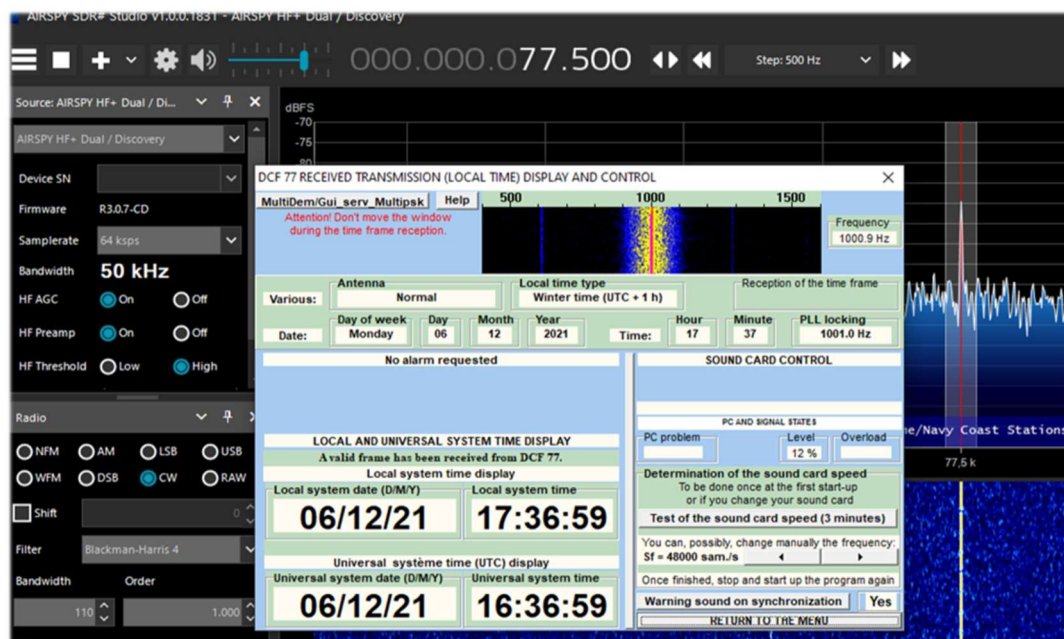 AIRSPY SDR# Studio v1.0.0.1831 - AIRSPY HF+ Dual / Discovery
000.000.077.500
Step: 500 Hz
Source: AIRSPY HF+ Dual / Di...
AIRSPY HF+ Dual / Discovery
Device SN
Firmware R3.0.7-CD
Samplerate 64 ksps
Bandwidth 50 kHz
HF AGC On Off
HF Preamp On Off
HF Threshold Low High
Radio
NFM AM LSB USB
WFM DSB CW RAW
Shift 0
Filter Blackman-Harris 4
Bandwidth Order
110 1.000
dBFS
-70
-75
-80
DCF 77 RECEIVED TRANSMISSION (LOCAL TIME) DISPLAY AND CONTROL
MultiDem/Gui_serv_Multipsk Help
Attention! Don't move the window
during the time frame reception.
500 1000 1500
Frequency
1000.9 Hz
Various:
Antenna
Normal
Local time type
Winter time (UTC + 1 h)
Reception of the time frame
Date:
Day of week Day Month Year
Monday 06 12 2021
Time:
Hour Minute PLL locking
17 37 1001.0 Hz
No alarm requested
LOCAL AND UNIVERSAL SYSTEM TIME DISPLAY
A valid frame has been received from DCF 77.
Local system time display
Local system date (D/M/Y) Local system time
06/12/21 17:36:59
Universal système time (UTC) display
Universal system date (D/M/Y) Universal system time
06/12/21 16:36:59
SOUND CARD CONTROL
PC AND SIGNAL STATES
PC problem Level Overload
12 %
Determination of the sound card speed
To be done once at the first start-up
or if you change your sound card
Test of the sound card speed (3 minutes)
You can, possibly, change manually the frequency:
Sf = 48000 sam./s
Once finished, stop and start up the program again
Warning sound on synchronization Yes
RETURN TO THE MENU
me/Navy Coast Stations
77,5 k